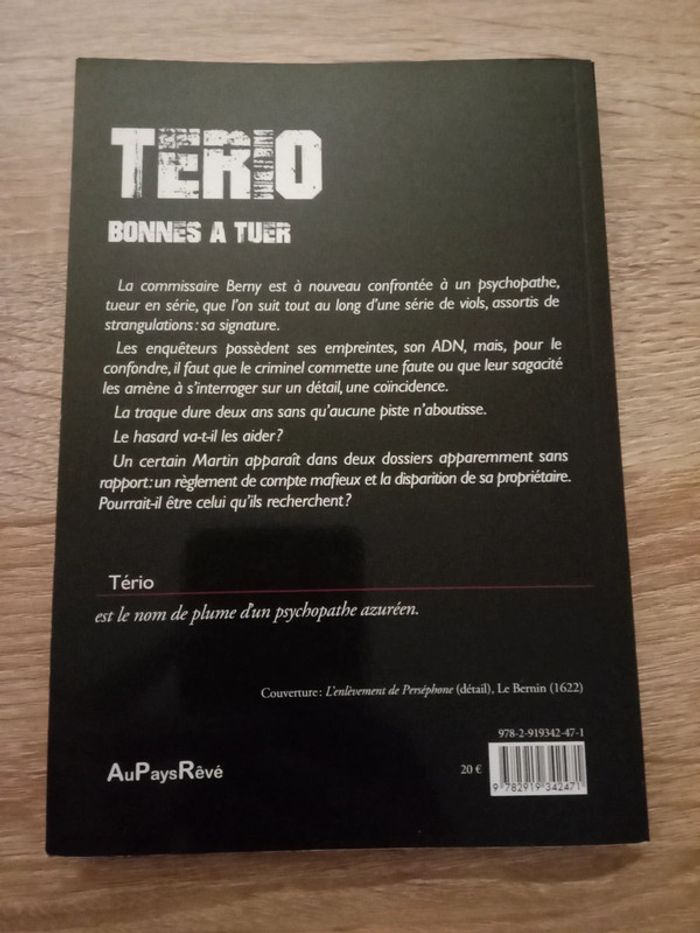 TERIO
BONNES A TUER
La commissaire Berny est à nouveau confrontée à un psychopathe,
tueur en série, que l'on suit tout au long d'une série de viols, assortis de
strangulations : sa signature.
Les enquêteurs possèdent ses empreintes, son ADN, mais, pour le
confondre, il faut que le criminel commette une faute ou que leur sagacité
les amène à s'interroger sur un détail, une coïncidence.
La traque dure deux ans sans qu'aucune piste n'aboutisse.
Le hasard va-t-il les aider ?
Un certain Martin apparaît dans deux dossiers apparemment sans
rapport : un règlement de compte mafieux et la disparition de sa propriétaire.
Pourrait-il être celui qu'ils recherchent ?
Tério
est le nom de plume d'un psychopathe azuréen.
Couverture : L'enlèvement de Perséphone (détail), Le Bernin (1622)
978-2-919342-47-1
AuPaysRêvé
20 €
9 782919 342471